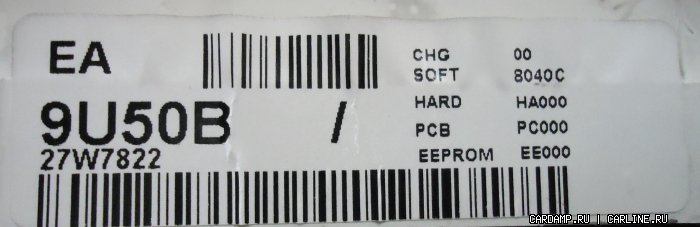 EA
9U50B /
27W7822
CHG 00
SOFT 8040C
HARD HA000
PCB PC000
EEPROM EE000
CARDAMP.RU | CARLINE.RU